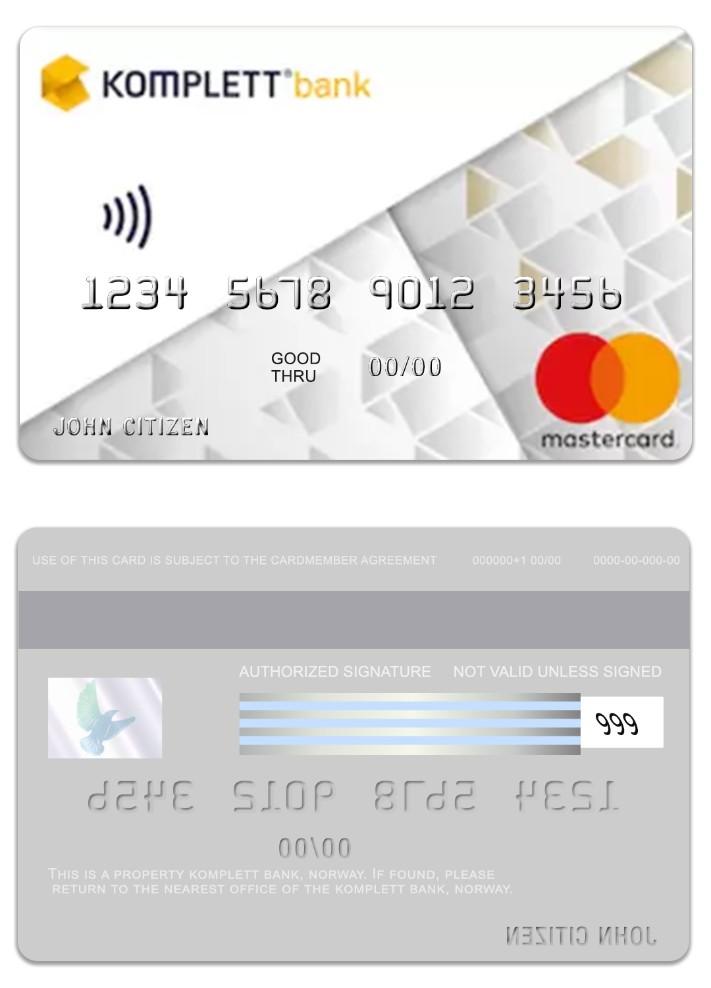 KOMPLETT® bank
1234 5678 9012 3456
GOOD THRU 00/00
JOHN CITIZEN
mastercard.
USE OF THIS CARD IS SUBJECT TO THE CARDMEMBER AGREEMENT 000000+1 00/00 0000-00-000-00
AUTHORIZED SIGNATURE NOT VALID UNLESS SIGNED
999
1234 5678 9012 3456
00/00
THIS IS A PROPERTY KOMPLETT BANK, NORWAY. IF FOUND, PLEASE
RETURN TO THE NEAREST OFFICE OF THE KOMPLETT BANK, NORWAY.
JOHN CITIZEN